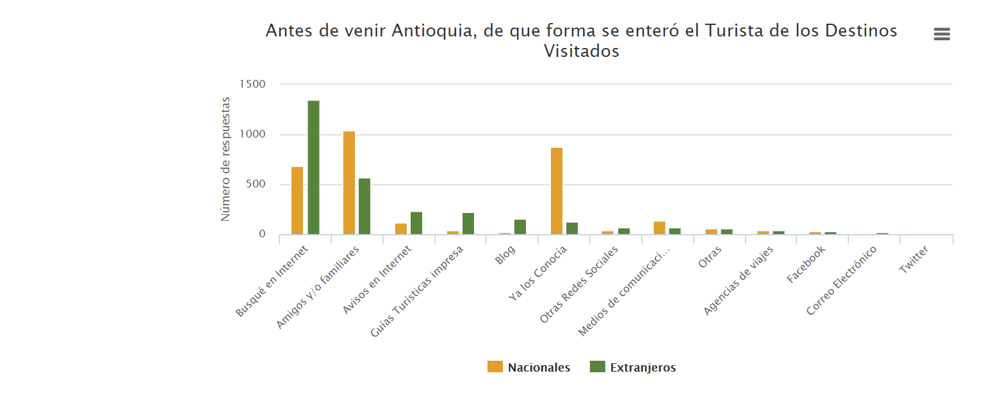 Antes de venir Antioquia, de que forma se enteró el Turista de los Destinos
Visitados
Número de respuestas
1500
1000
500
0
Busqué en Internet
Amigos y/o familiares
Avisos en Internet
Guías Turísticas impresa
Blog
Ya los Conocía
Otras Redes Sociales
Medios de comunicaci...
Otras
Agencias de viajes
Facebook
Correo Electrónico
Twitter
Nacionales
Extranjeros